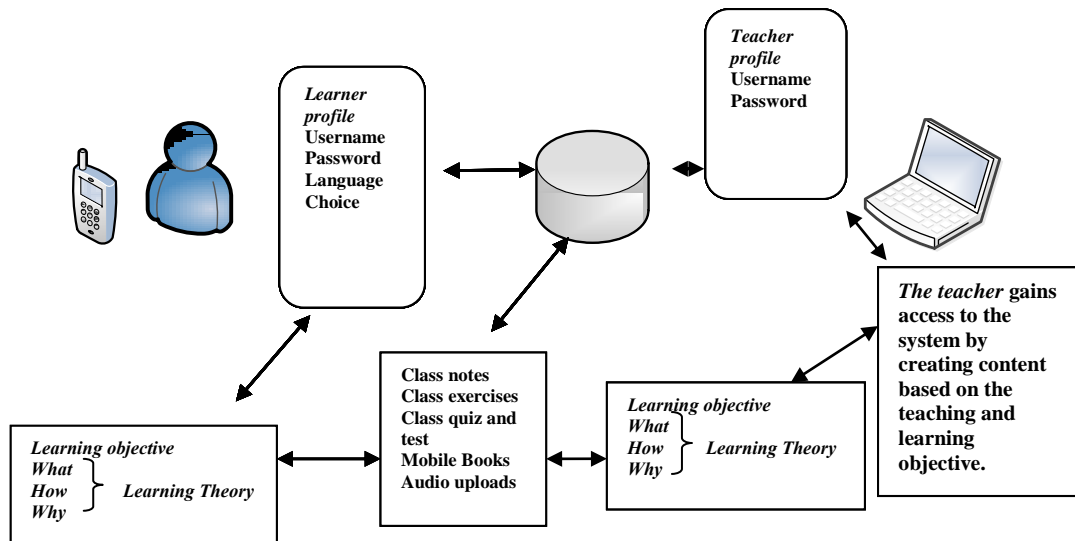 Learner
profile
Username
Password
Language
Choice
Teacher
profile
Username
Password
The teacher gains
access to the
system by
creating content
based on the
teaching and
learning
objective.
Learning objective
What
How
Why
Learning Theory
Class notes
Class exercises
Class quiz and
test
Mobile Books
Audio uploads
Learning objective
What
How
Why
Learning Theory